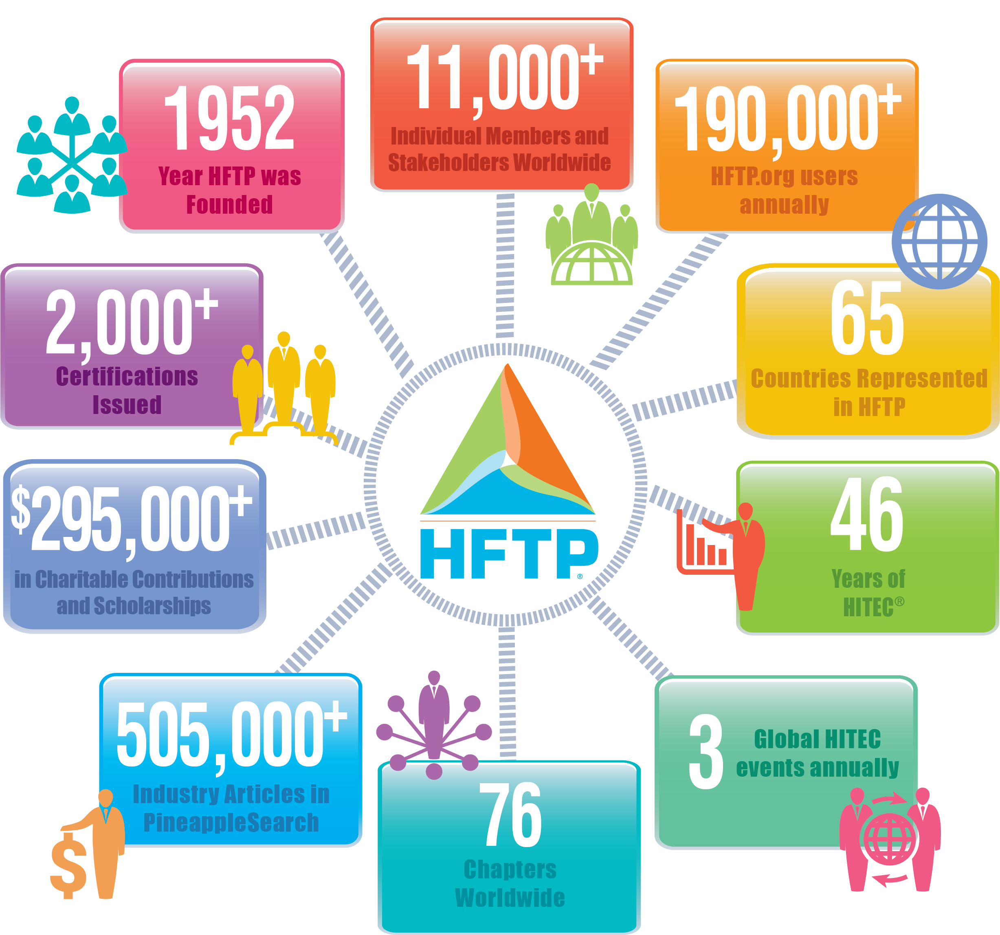 1952
Year HFTP was
Founded
11,000+
Individual Members and
Stakeholders Worldwide
190,000+
HFTP.org users
annually
2,000+
Certifications
Issued
65
Countries Represented
in HFTP
$295,000+
in Charitable Contributions
and Scholarships
HFTP®
46
Years of
HITEC®
505,000+
Industry Articles in
PineappleSearch
$
76
Chapters
Worldwide
3
Global HITEC
events annually